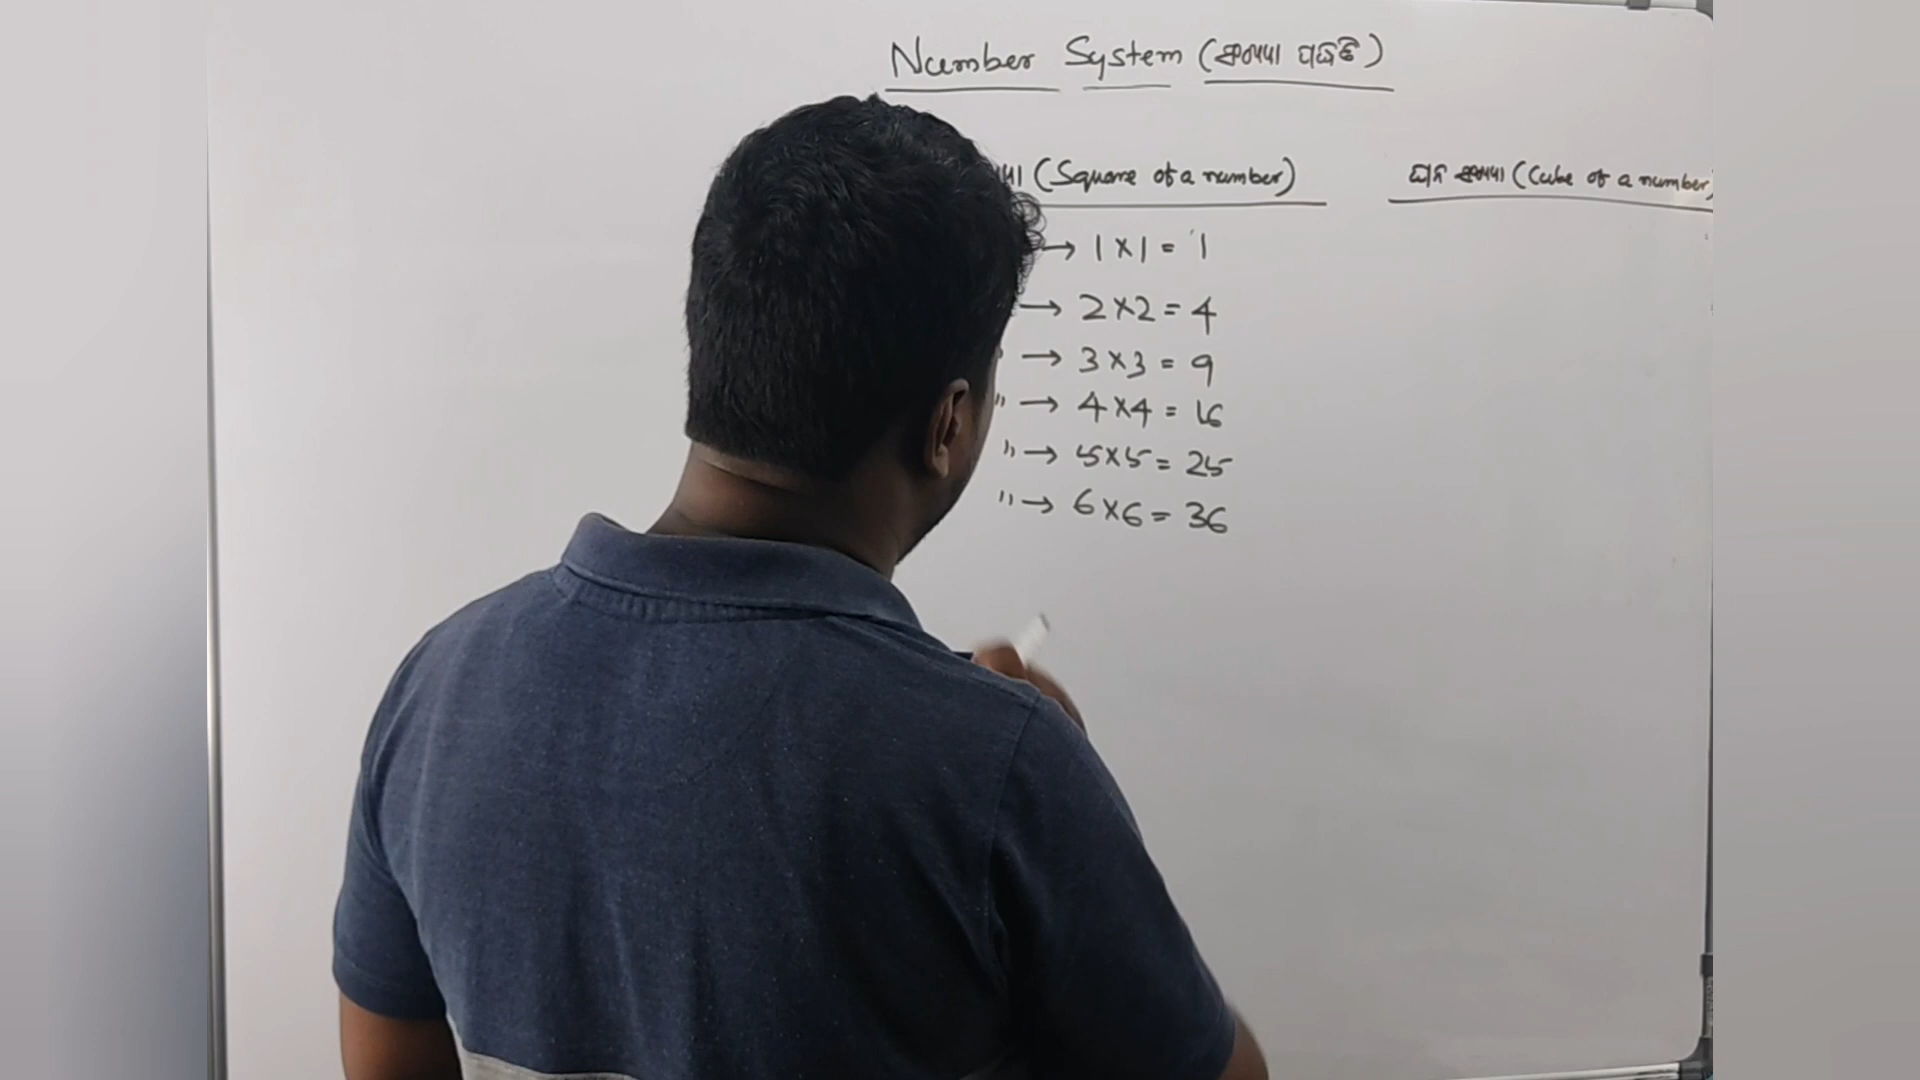 Number System (ସଂଖ୍ୟା ପଦ୍ଧତି)
(Square of a number)
ଘନ ସଂଖ୍ୟା (Cube of a number)
→ 1 × 1 = 1
→ 2 × 2 = 4
→ 3 × 3 = 9
" → 4 × 4 = 16
" → 5 × 5 = 25
" → 6 × 6 = 36